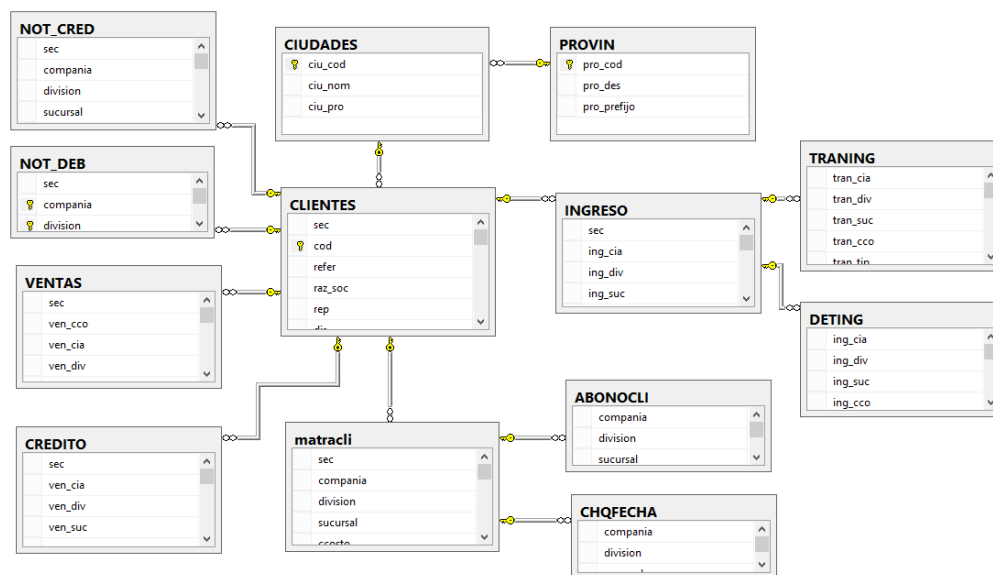 NOT_CRED
sec
compania
division
sucursal
NOT_DEB
sec
compania
division
VENTAS
sec
ven_cco
ven_cia
ven_div
CREDITO
sec
ven_cia
ven_div
ven_suc
CIUDADES
ciu_cod
ciu_nom
ciu_pro
CLIENTES
sec
cod
refer
raz_soc
rep
matracli
sec
compania
division
sucursal
ccosto
PROVIN
pro_cod
pro_des
pro_prefijo
INGRESO
sec
ing_cia
ing_div
ing_suc
ABONOCLI
compania
division
sucursal
CHQFECHA
compania
division
TRANING
tran_cia
tran_div
tran_suc
tran_cco
tran_tip
DETING
ing_cia
ing_div
ing_suc
ing_cco